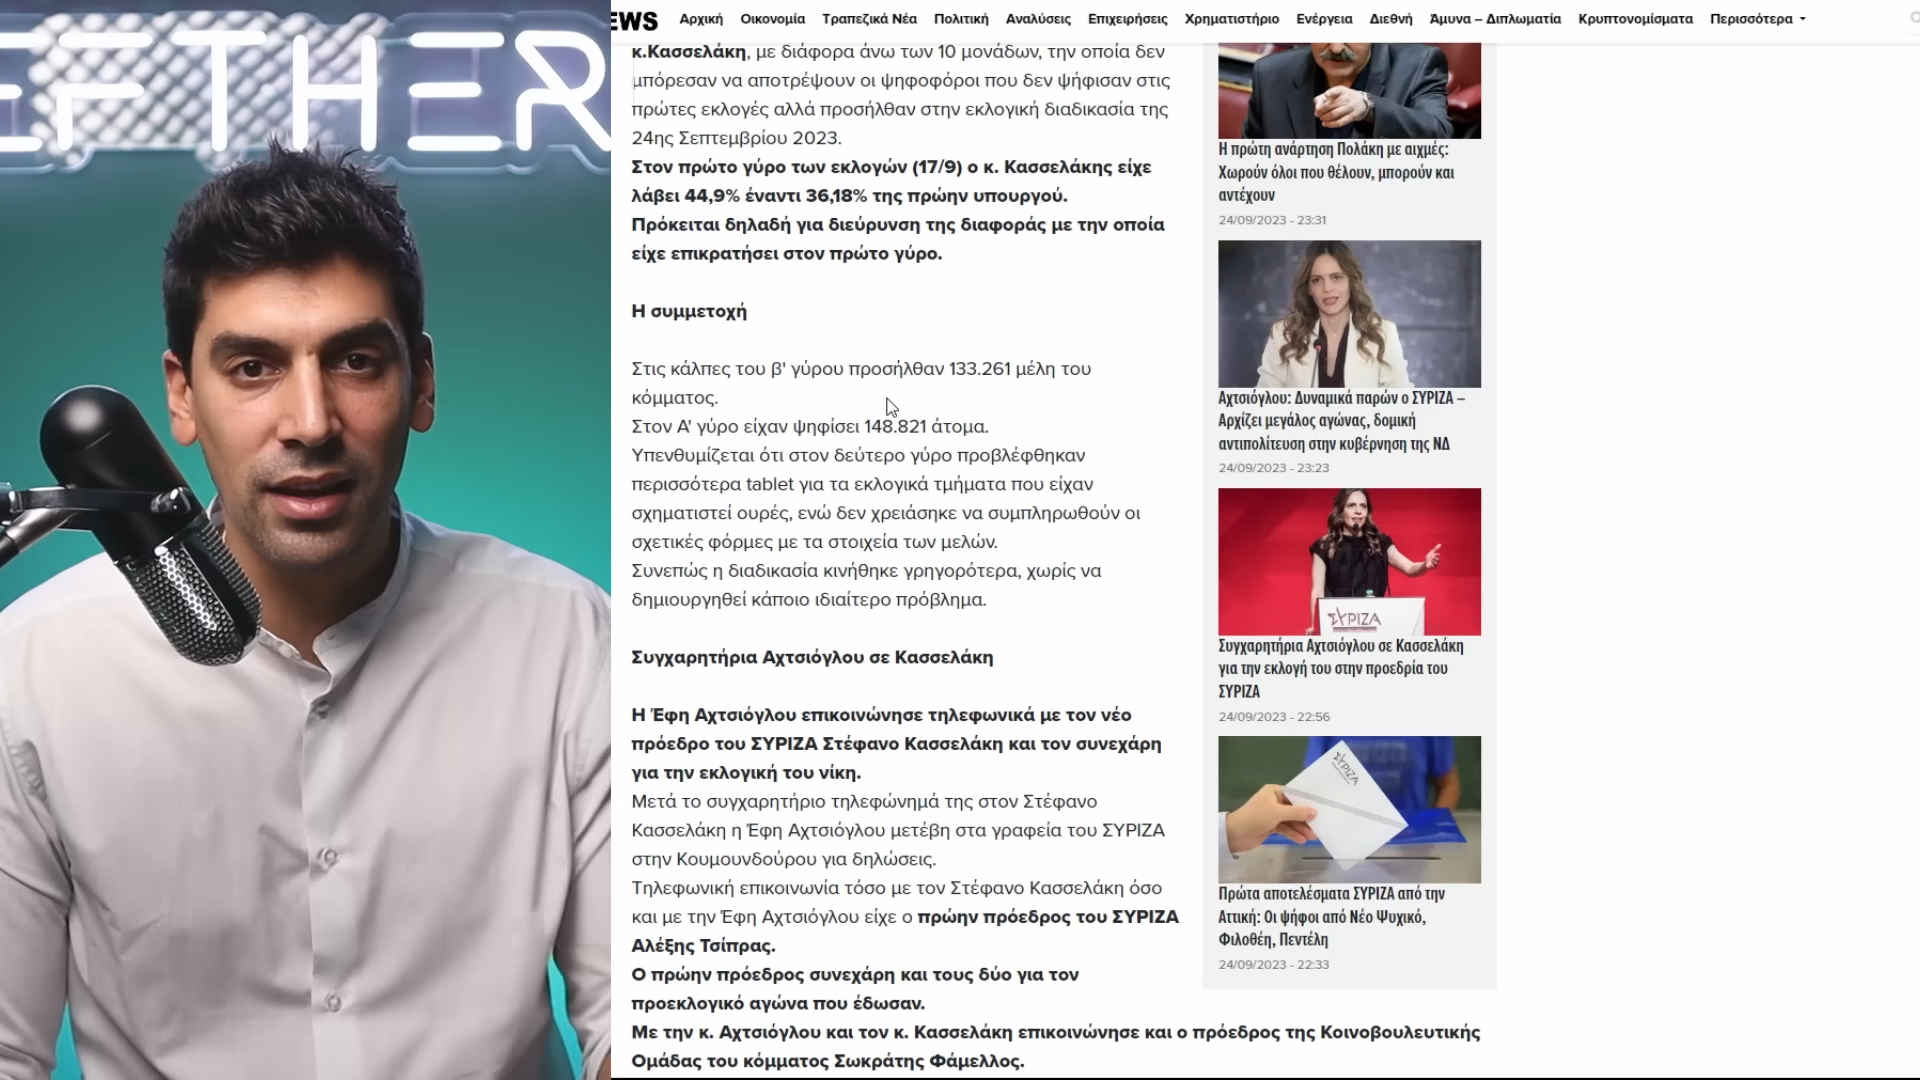 EFTHER
EWS
Αρχική Οικονομία Τραπεζικά Νέα Πολιτική Αναλύσεις Επιχειρήσεις Χρηματιστήριο Ενέργεια Διεθνή Άμυνα – Διπλωματία Κρυπτονομίσματα Περισσότερα
κ.Κασσελάκη, με διάφορα άνω των 10 μονάδων, την οποία δεν
μπόρεσαν να αποτρέψουν οι ψηφοφόροι που δεν ψήφισαν στις
πρώτες εκλογές αλλά προσήλθαν στην εκλογική διαδικασία της
24ης Σεπτεμβρίου 2023.
Στον πρώτο γύρο των εκλογών (17/9) ο κ. Κασσελάκης είχε
λάβει 44,9% έναντι 36,18% της πρώην υπουργού.
Πρόκειται δηλαδή για διεύρυνση της διαφοράς με την οποία
είχε επικρατήσει στον πρώτο γύρο.
Η συμμετοχή
Στις κάλπες του β' γύρου προσήλθαν 133.261 μέλη του
κόμματος.
Στον Α' γύρο είχαν ψηφίσει 148.821 άτομα.
Υπενθυμίζεται ότι στον δεύτερο γύρο προβλέφθηκαν
περισσότερα tablet για τα εκλογικά τμήματα που είχαν
σχηματιστεί ουρές, ενώ δεν χρειάσηκε να συμπληρωθούν οι
σχετικές φόρμες με τα στοιχεία των μελών.
Συνεπώς η διαδικασία κινήθηκε γρηγορότερα, χωρίς να
δημιουργηθεί κάποιο ιδιαίτερο πρόβλημα.
Συγχαρητήρια Αχτσιόγλου σε Κασσελάκη
Η Έφη Αχτσιόγλου επικοινώνησε τηλεφωνικά με τον νέο
πρόεδρο του ΣΥΡΙΖΑ Στέφανο Κασσελάκη και τον συνεχάρη
για την εκλογική του νίκη.
Μετά το συγχαρητήριο τηλεφώνημά της στον Στέφανο
Κασσελάκη η Έφη Αχτσιόγλου μετέβη στα γραφεία του ΣΥΡΙΖΑ
στην Κουμουνδούρου για δηλώσεις.
Τηλεφωνική επικοινωνία τόσο με τον Στέφανο Κασσελάκη όσο
και με την Έφη Αχτσιόγλου είχε ο πρώην πρόεδρος του ΣΥΡΙΖΑ
Αλέξης Τσίπρας.
Ο πρώην πρόεδρος συνεχάρη και τους δύο για τον
προεκλογικό αγώνα που έδωσαν.
Με την κ. Αχτσιόγλου και τον κ. Κασσελάκη επικοινώνησε και ο πρόεδρος της Κοινοβουλευτικής
Ομάδας του κόμματος Σωκράτης Φάμελλος.
Η πρώτη ανάρτηση Πολάκη με αιχμές:
Χωρούν όλοι που θέλουν, μπορούν και
αντέχουν
24/09/2023 - 23:31
Αχτσιόγλου: Δυναμικά παρών ο ΣΥΡΙΖΑ –
Αρχίζει μεγάλος αγώνας, δομική
αντιπολίτευση στην κυβέρνηση της ΝΔ
24/09/2023 - 23:23
ΣΥΡΙΖΑ
Συγχαρητήρια Αχτσιόγλου σε Κασσελάκη
για την εκλογή του στην προεδρία του
ΣΥΡΙΖΑ
24/09/2023 - 22:56
ΣΥΡΙΖΑ
Πρώτα αποτελέσματα ΣΥΡΙΖΑ από την
Αττική: Οι ψήφοι από Νέο Ψυχικό,
Φιλοθέη, Πεντέλη
24/09/2023 - 22:33